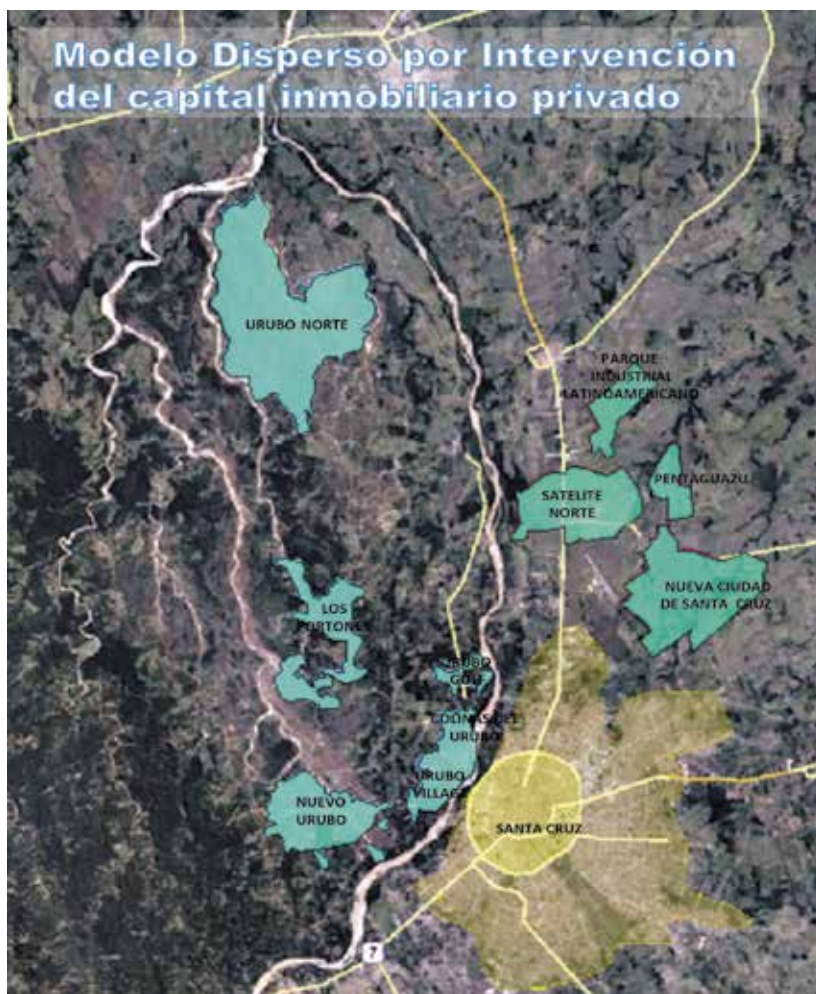 Modelo Disperso por Intervención
del capital inmobiliario privado
URUBO NORTE
PARQUE
INDUSTRIAL
LATINOAMERICANO
SATELITE
NORTE
PENTAGUAZU
NUEVA CIUDAD
DE SANTA CRUZ
LOS
PORTONES
URUBO
GOLF
COLINAS DEL
URUBO
URUBO
VILLAGE
NUEVO
URUBO
SANTA CRUZ
7